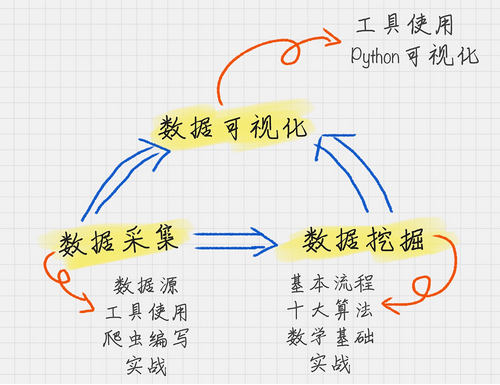 工具使用
Python可视化
数据可视化
数据采集
数据挖掘
数据源
工具使用
爬虫编写
实战
基本流程
十大算法
数学基础
实战